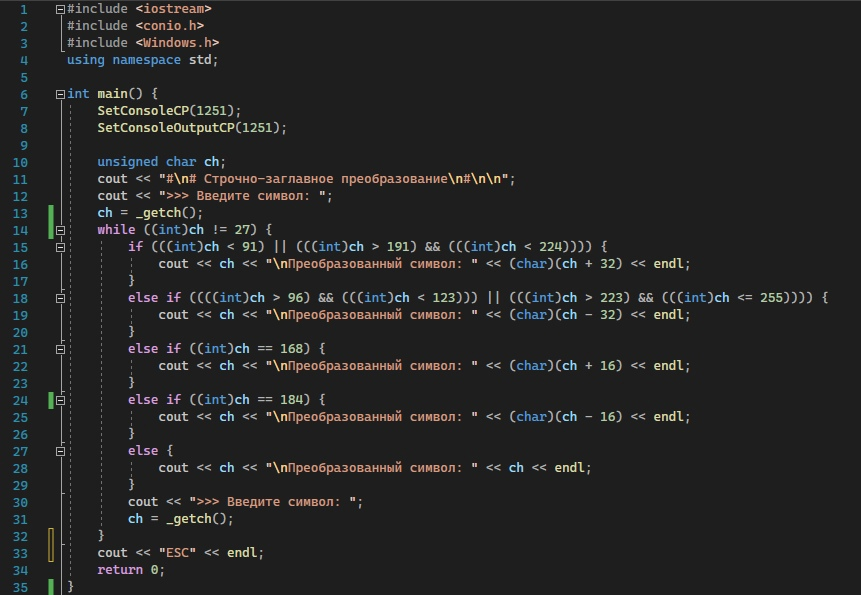 1 #include <iostream>
2 #include <conio.h>
3 #include <Windows.h>
4 using namespace std;
5
6 int main() {
7 SetConsoleCP(1251);
8 SetConsoleOutputCP(1251);
9
10 unsigned char ch;
11 cout << "#\n# Строчно-заглавное преобразование\n#\n\n";
12 cout << ">>> Введите символ: ";
13 ch = _getch();
14 while ((int)ch != 27) {
15 if (((int)ch < 91) || (((int)ch > 191) && (((int)ch < 224)))) {
16 cout << ch << "\nПреобразованный символ: " << (char)(ch + 32) << endl;
17 }
18 else if ((((int)ch > 96) && (((int)ch < 123))) || (((int)ch > 223) && (((int)ch <= 255)))) {
19 cout << ch << "\nПреобразованный символ: " << (char)(ch - 32) << endl;
20 }
21 else if ((int)ch == 168) {
22 cout << ch << "\nПреобразованный символ: " << (char)(ch + 16) << endl;
23 }
24 else if ((int)ch == 184) {
25 cout << ch << "\nПреобразованный символ: " << (char)(ch - 16) << endl;
26 }
27 else {
28 cout << ch << "\nПреобразованный символ: " << ch << endl;
29 }
30 cout << ">>> Введите символ: ";
31 ch = _getch();
32 }
33 cout << "ESC" << endl;
34 return 0;
35 }